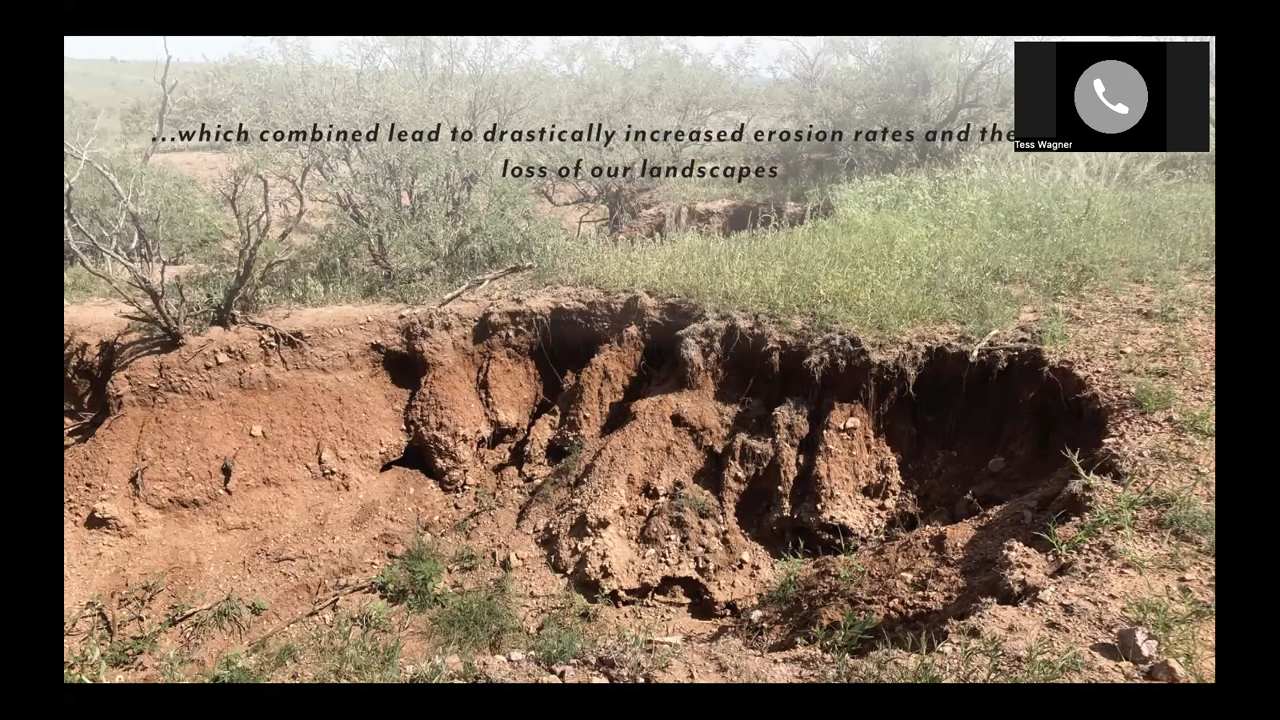 ...which combined lead to drastically increased erosion rates and the
loss of our landscapes
Tess Wagner